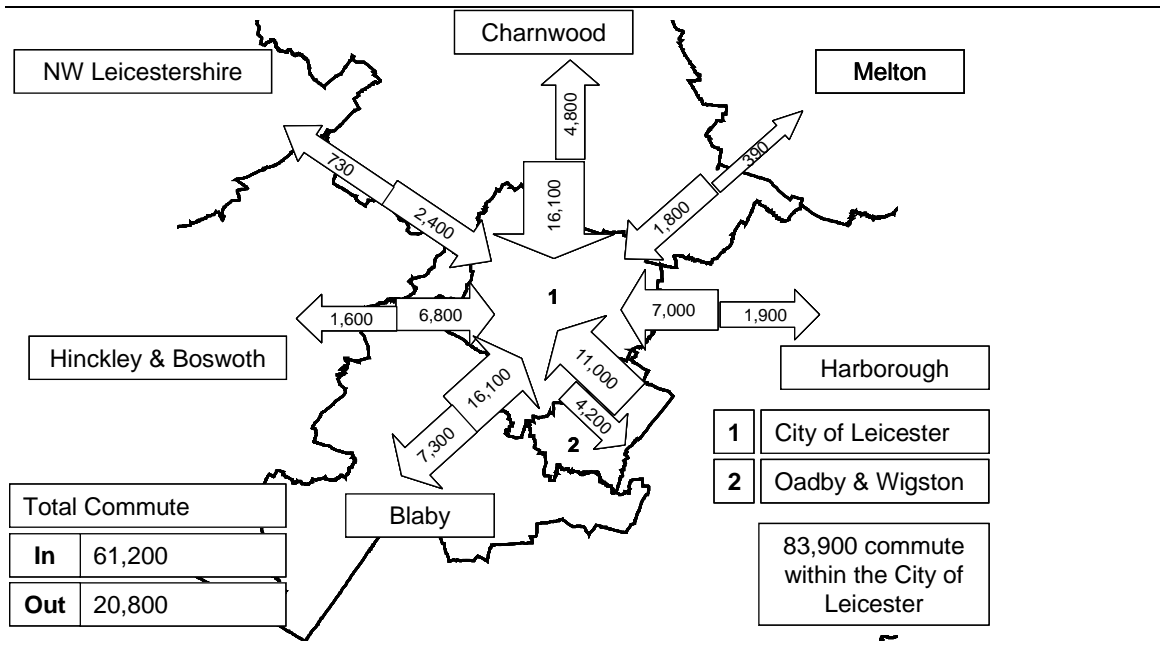 Charnwood
NW Leicestershire
Melton
4,800
390
730
16,100
1,800
2,400
1
1,600
6,800
7,000
1,900
Hinckley & Boswoth
Harborough
11,000
16,100
4,200
7,300
2
1 City of Leicester
2 Oadby & Wigston
Blaby
Total Commute
In 61,200
Out 20,800
83,900 commute
within the City of
Leicester